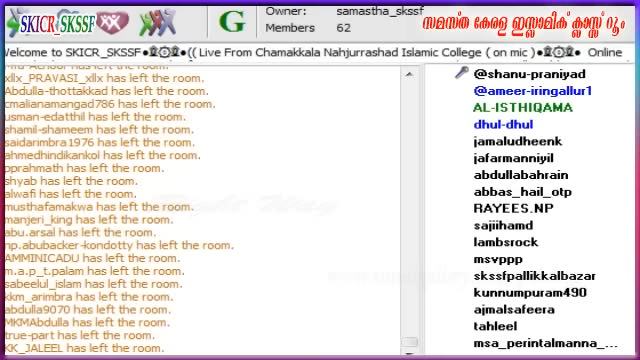 SKICR_SKSSF
G
Owner: samastha_skssf
Members 62
സമസ്ത കേരള ഇസ്ലാമിക് ക്ലാസ്സ് റൂം
Welcome to SKICR_SKSSF●۩۞۩●(( Live From Chamakkala Nahjurrashad Islamic College ( on mic )●۩۞۩● Online
xllx_PRAVASI_xllx has left the room.
Abdulla-thottakkad has left the room.
cmalianamangad786 has left the room.
usman-edatthil has left the room.
shamil-shameem has left the room.
saidarimbra1976 has left the room.
ahmedhindikankol has left the room.
pprahmath has left the room.
shyab has left the room.
alwafi has left the room.
musthafamakwa has left the room.
manjeri_king has left the room.
abu.arsal has left the room.
np.abubacker-kondotty has left the room.
AMMINICADU has left the room.
m.a.p_t.palam has left the room.
sabeelul_islam has left the room.
kkm_arimbra has left the room.
abdulla9070 has left the room.
MKMAbdulla has left the room.
true-part has left the room.
KK_JALEEL has left the room.
@shanu-praniyad
@ameer-iringallur1
AL-ISTHIQAMA
dhul-dhul
jamaludheenk
jafarmanniyil
abdullabahrain
abbas_hail_otp
RAYEES.NP
sajiihamd
lambsrock
msvppp
skssfpallikkalbazar
kunnumpuram490
ajmalsafeera
tahleel
msa_perintalmanna_...